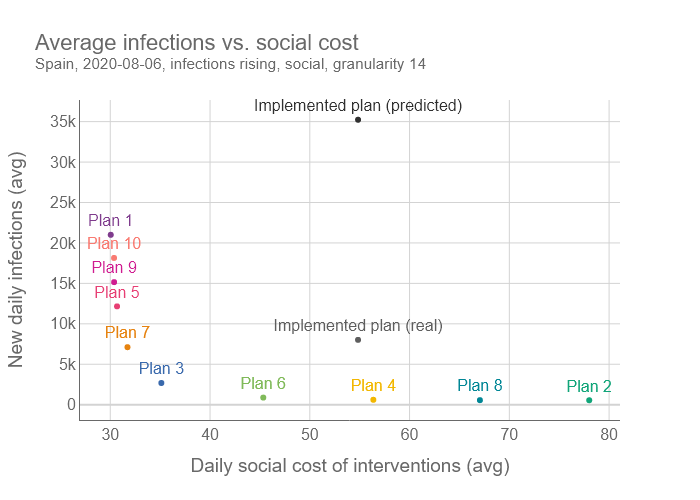 Average infections vs. social cost
Spain, 2020-08-06, infections rising, social, granularity 14
Implemented plan (predicted)
35k
30k
25k
Plan 1
20k
Plan 10
Plan 9
15k
Plan 5
10k
Implemented plan (real)
Plan 7
5k
Plan 3
Plan 6
Plan 4
Plan 8
Plan 2
0
30
40
50
60
70
80
New daily infections (avg)
Daily social cost of interventions (avg)